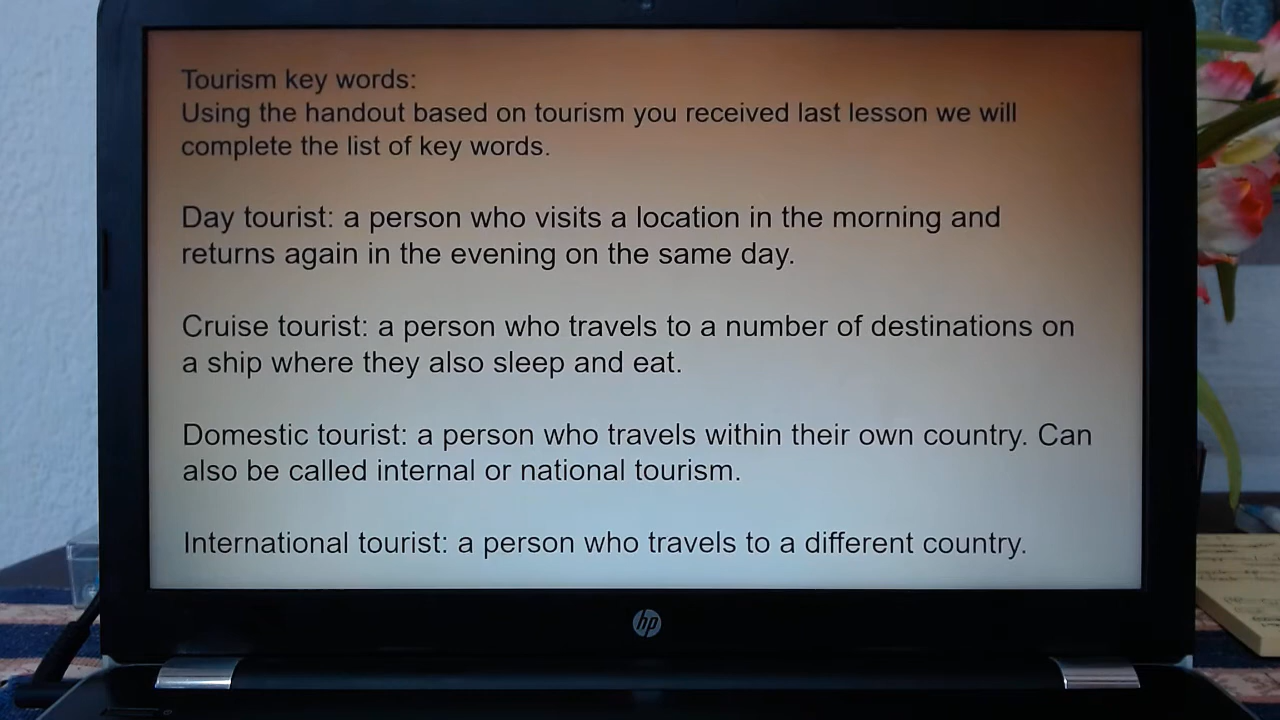 Tourism key words:
Using the handout based on tourism you received last lesson we will
complete the list of key words.
Day tourist: a person who visits a location in the morning and
returns again in the evening on the same day.
Cruise tourist: a person who travels to a number of destinations on
a ship where they also sleep and eat.
Domestic tourist: a person who travels within their own country. Can
also be called internal or national tourism.
International tourist: a person who travels to a different country.
hp